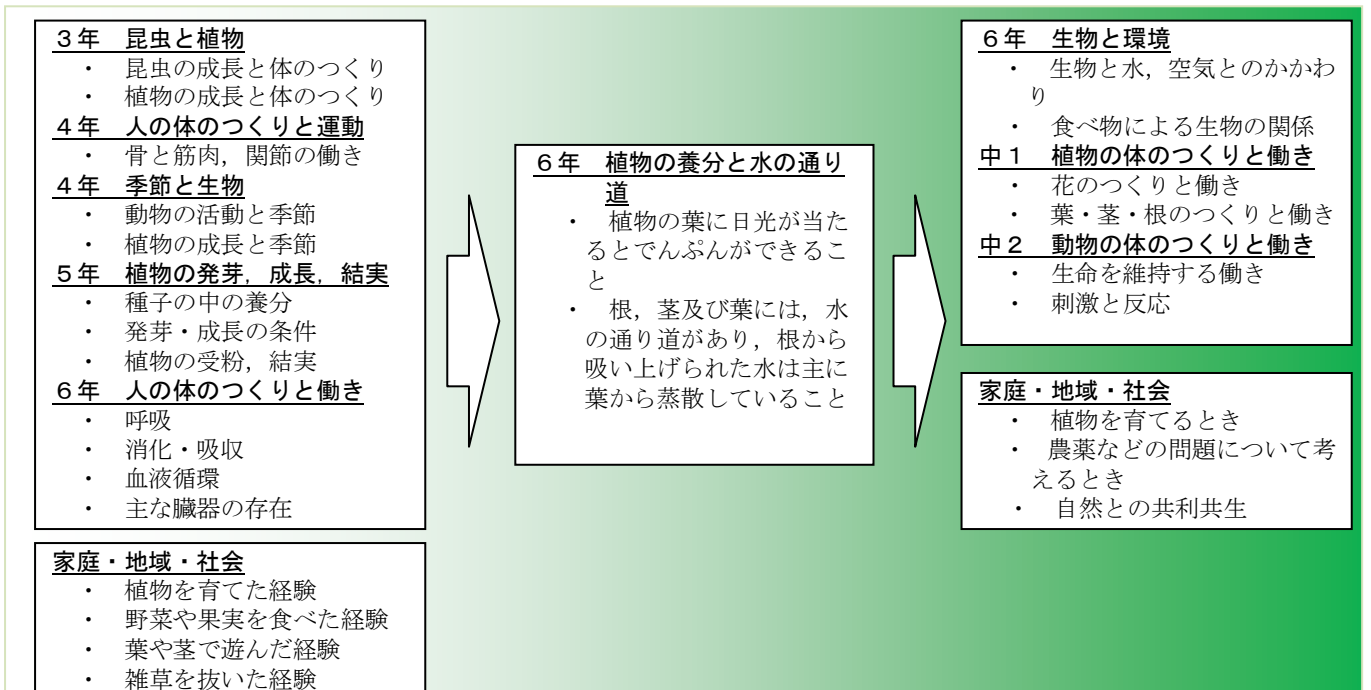 ３年　昆虫と植物
・　昆虫の成長と体のつくり
・　植物の成長と体のつくり
４年　人の体のつくりと運動
・　骨と筋肉，関節の働き
４年　季節と生物
・　動物の活動と季節
・　植物の成長と季節
５年　植物の発芽，成長，結実
・　種子の中の養分
・　発芽・成長の条件
・　植物の受粉，結実
６年　人の体のつくりと働き
・　呼吸
・　消化・吸収
・　血液循環
・　主な臓器の存在
家庭・地域・社会
・　植物を育てた経験
・　野菜や果実を食べた経験
・　葉や茎で遊んだ経験
・　雑草を抜いた経験
６年　植物の養分と水の通り
道
・　植物の葉に日光が当た
るとでんぷんができるこ
と
・　根，茎及び葉には，水
の通り道があり，根から
吸い上げられた水は主に
葉から蒸散していること
６年　生物と環境
・　生物と水，空気とのかかわ
り
・　食べ物による生物の関係
中１　植物の体のつくりと働き
・　花のつくりと働き
・　葉・茎・根のつくりと働き
中２　動物の体のつくりと働き
・　生命を維持する働き
・　刺激と反応
家庭・地域・社会
・　植物を育てるとき
・　農薬などの問題について考
えるとき
・　自然との共利共生